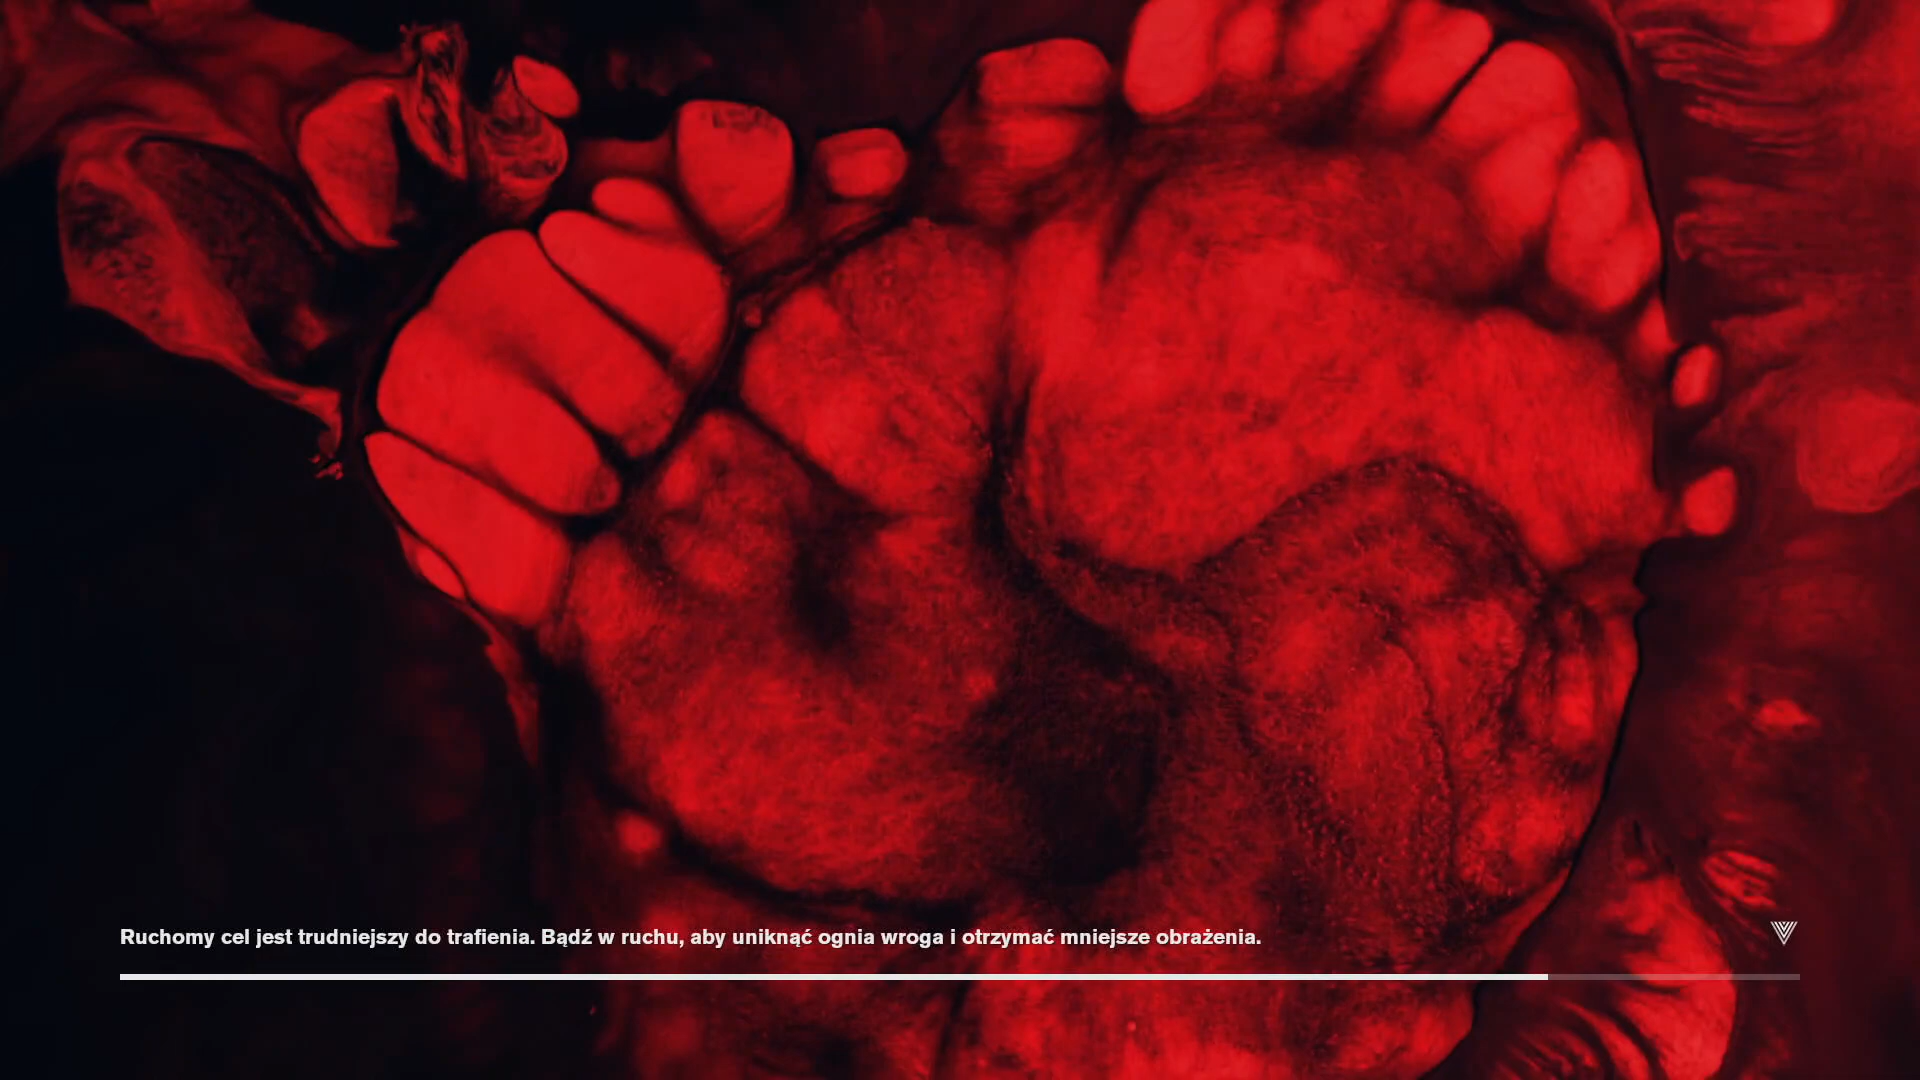 Ruchomy cel jest trudniejszy do trafienia. Bądź w ruchu, aby uniknąć ognia wroga i otrzymać mniejsze obrażenia.